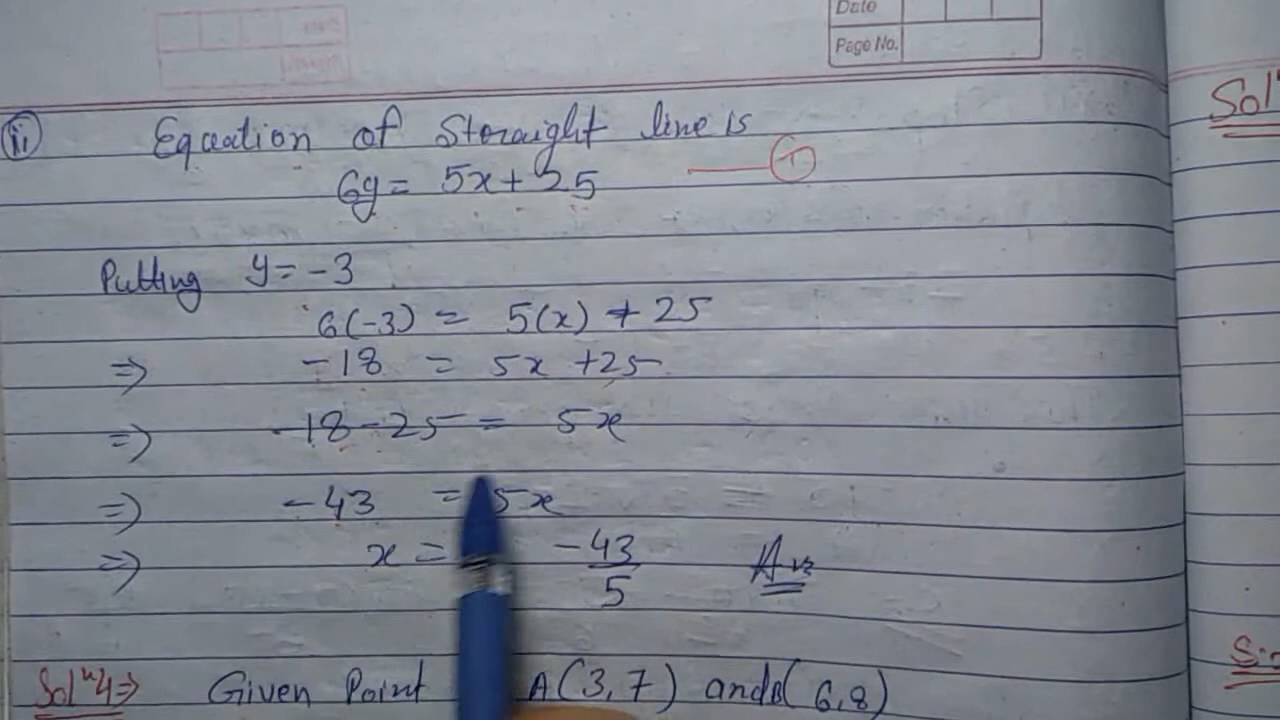 Date
Page No.
Sol
(ii) Equation of Straight line is
6y = 5x + 25 —— (I)
Putting y = -3
6(-3) = 5(x) + 25
⇒ -18 = 5x +25
⇒ -18-25 = 5x
⇒ -43 = 5x
⇒ x = -43/5 Ans
Solⁿ4⇒ Given Point A(3,7) and B(6,8)